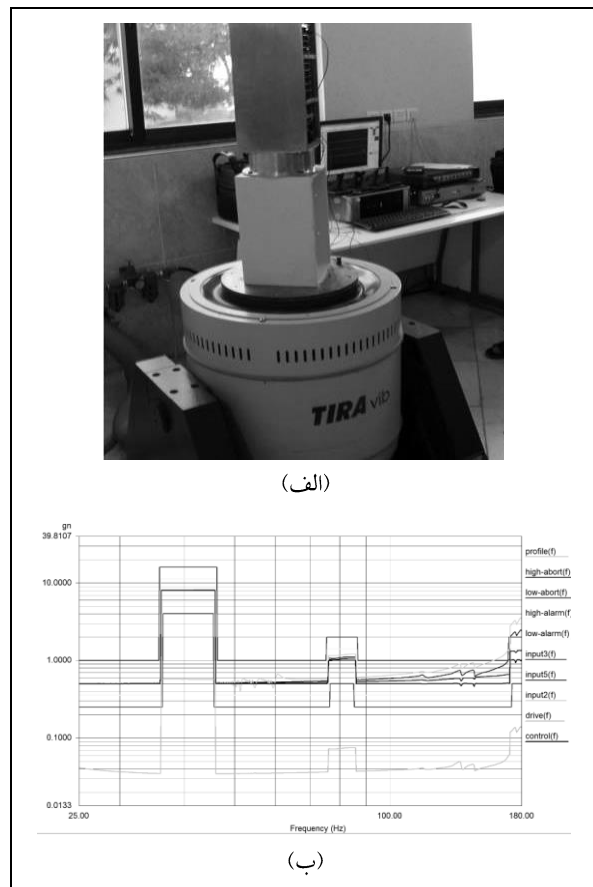 TIRA vib
(الف)
gn
39.8107
10.0000
1.0000
0.1000
0.0133
25.00
100.00
180.00
Frequency (Hz)
profile(f)
high-abort(f)
low-abort(f)
high-alarm(f)
low-alarm(f)
input3(f)
input5(f)
input2(f)
drive(f)
control(f)
(ب)